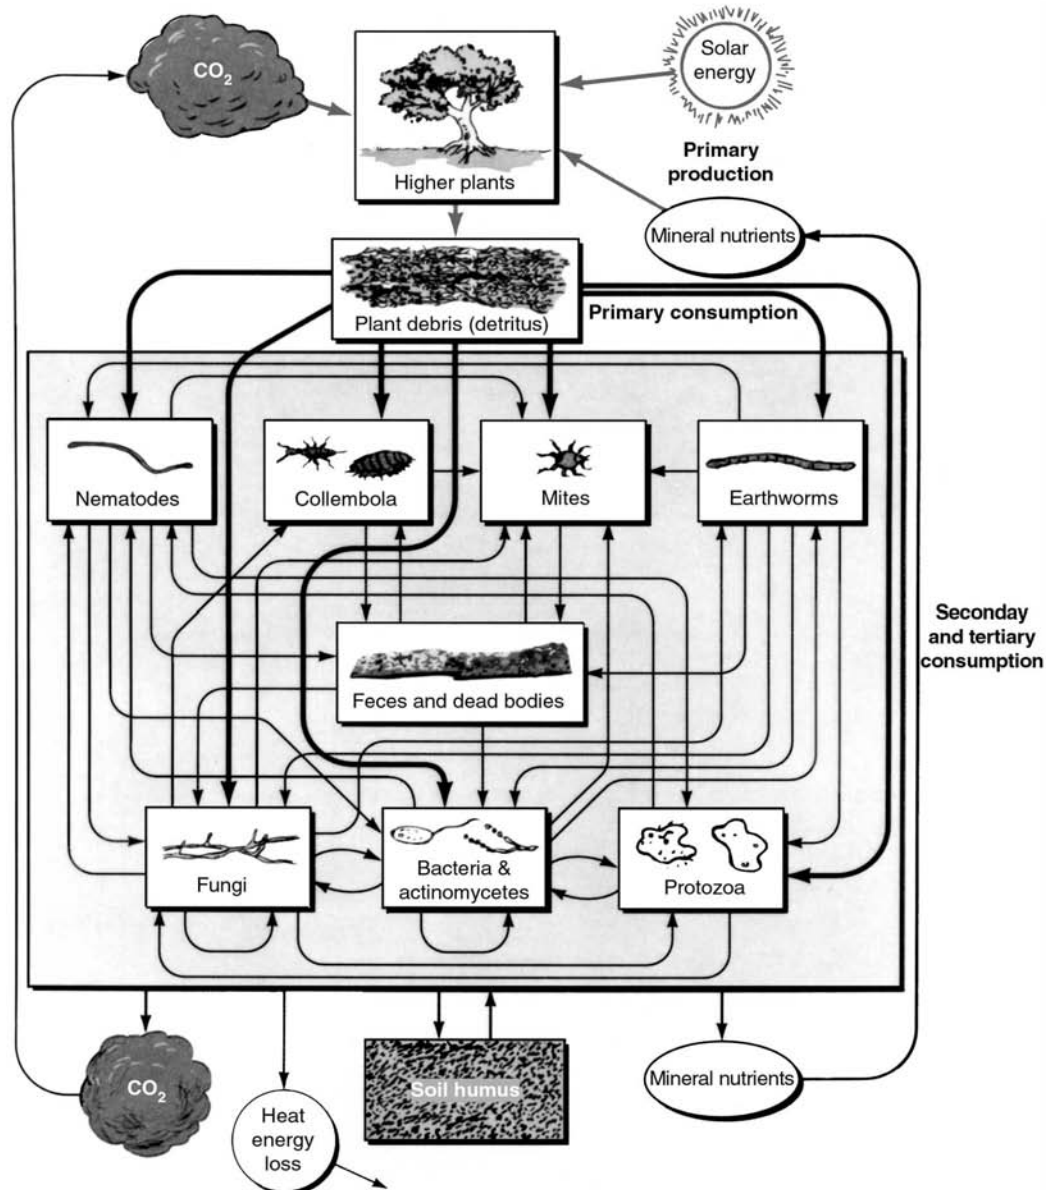 CO2
Solar
energy
Higher plants
Primary
production
Mineral nutrients
Plant debris (detritus)
Primary consumption
Nematodes
Collembola
Mites
Earthworms
Seconday
and tertiary
consumption
Feces and dead bodies
Fungi
Bacteria &
actinomycetes
Protozoa
CO2
Heat
energy
loss
Soil humus
Mineral nutrients